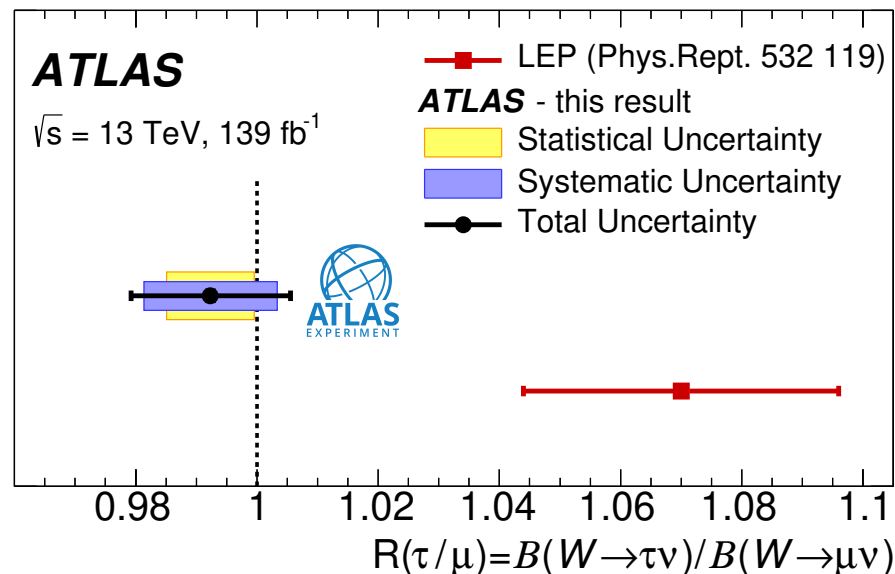 ATLAS
√s = 13 TeV, 139 fb⁻¹
LEP (Phys.Rept. 532 119)
ATLAS - this result
Statistical Uncertainty
Systematic Uncertainty
Total Uncertainty
ATLAS
EXPERIMENT
0.98 1 1.02 1.04 1.06 1.08 1.1
R(τ/μ)=B(W→τν)/B(W→μν)